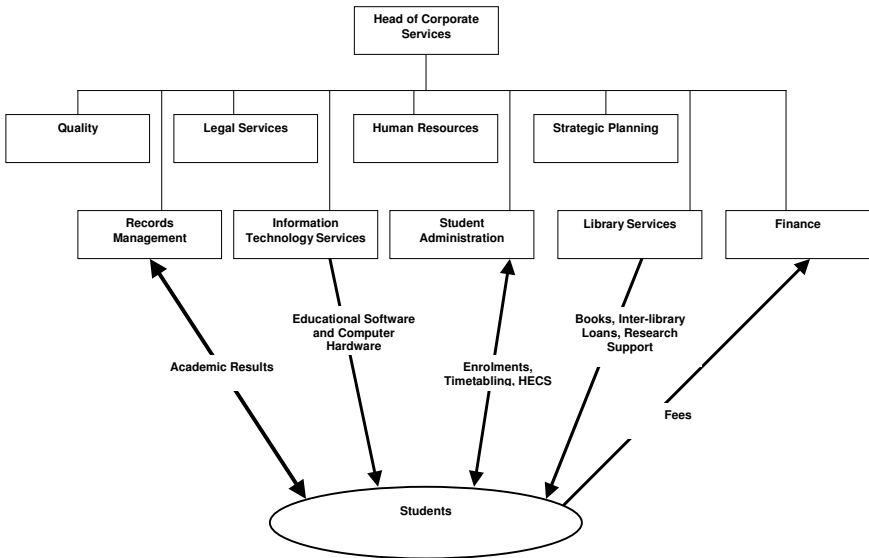 Head of Corporate
Services
Quality
Legal Services
Human Resources
Strategic Planning
Records
Management
Information
Technology Services
Student
Administration
Library Services
Finance
Educational Software
and Computer
Hardware
Books, Inter-library
Loans, Research
Support
Academic Results
Enrolments,
Timetabling, HECS
Fees
Students